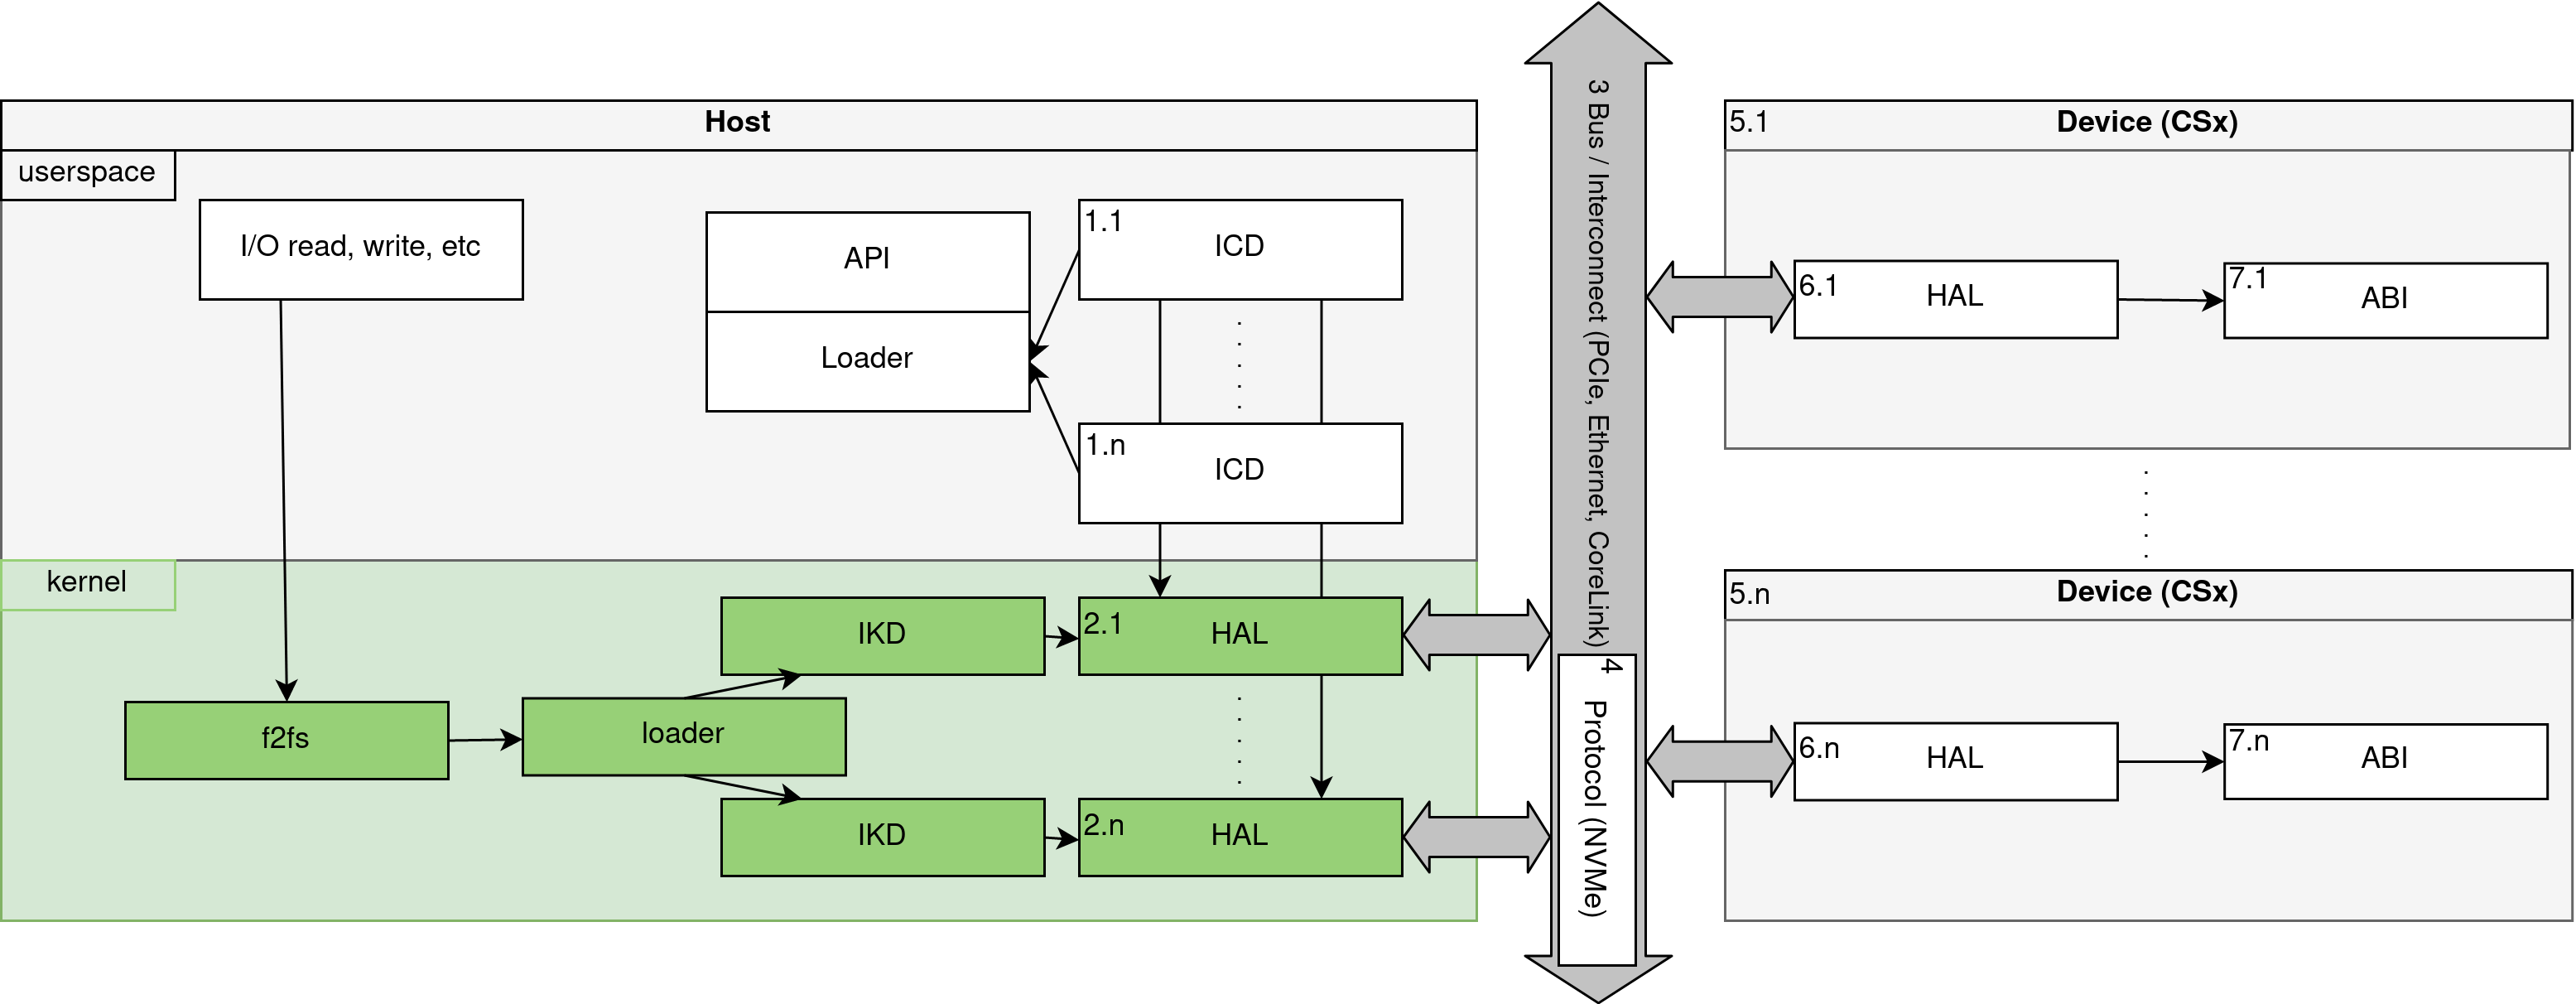 Host
userspace
I/O read, write, etc
API
Loader
1.1
ICD
1.n
ICD
kernel
f2fs
loader
IKD
2.1
HAL
IKD
2.n
HAL
3 Bus / Interconnect (PCIe, Ethernet, CoreLink)
4
Protocol (NVMe)
5.1
Device (CSx)
6.1
HAL
7.1
ABI
5.n
Device (CSx)
6.n
HAL
7.n
ABI